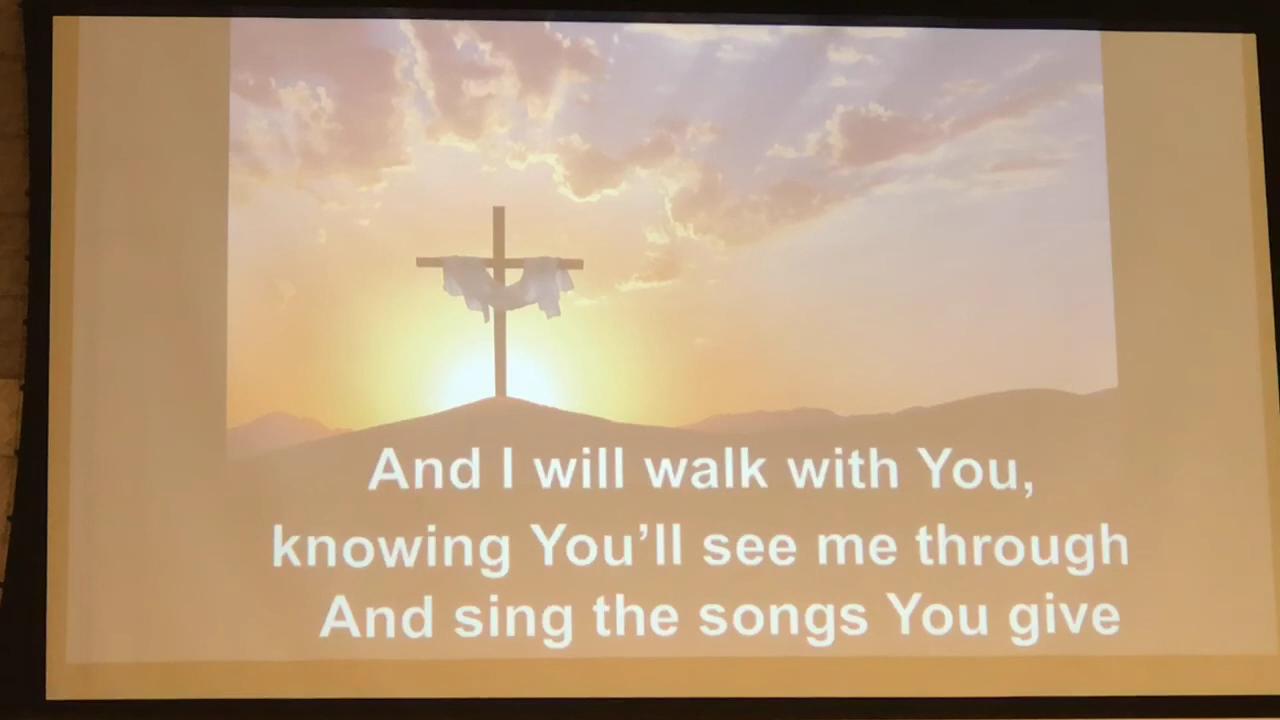 And I will walk with You,
knowing You’ll see me through
And sing the songs You give